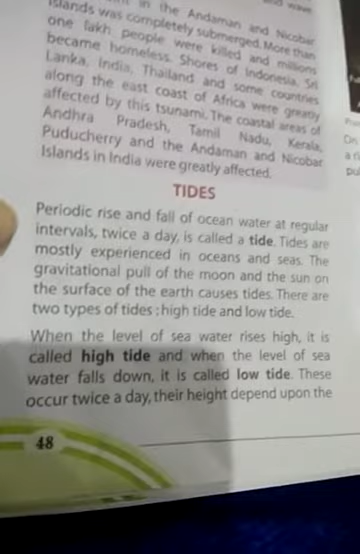 in the Andaman and Nicobar
Islands was completely submerged. More than
one lakh people were killed and millions
became homeless. Shores of Indonesia, Sri
Lanka, India, Thailand and some countries
along the east coast of Africa were greatly
affected by this tsunami. The coastal areas of
Andhra Pradesh, Tamil Nadu, Kerala,
Puducherry and the Andaman and Nicobar
Islands in India were greatly affected.
TIDES
Periodic rise and fall of ocean water at regular
intervals, twice a day, is called a tide. Tides are
mostly experienced in oceans and seas. The
gravitational pull of the moon and the sun on
the surface of the earth causes tides. There are
two types of tides : high tide and low tide.
When the level of sea water rises high, it is
called high tide and when the level of sea
water falls down, it is called low tide. These
occur twice a day, their height depend upon the
48
wave
On